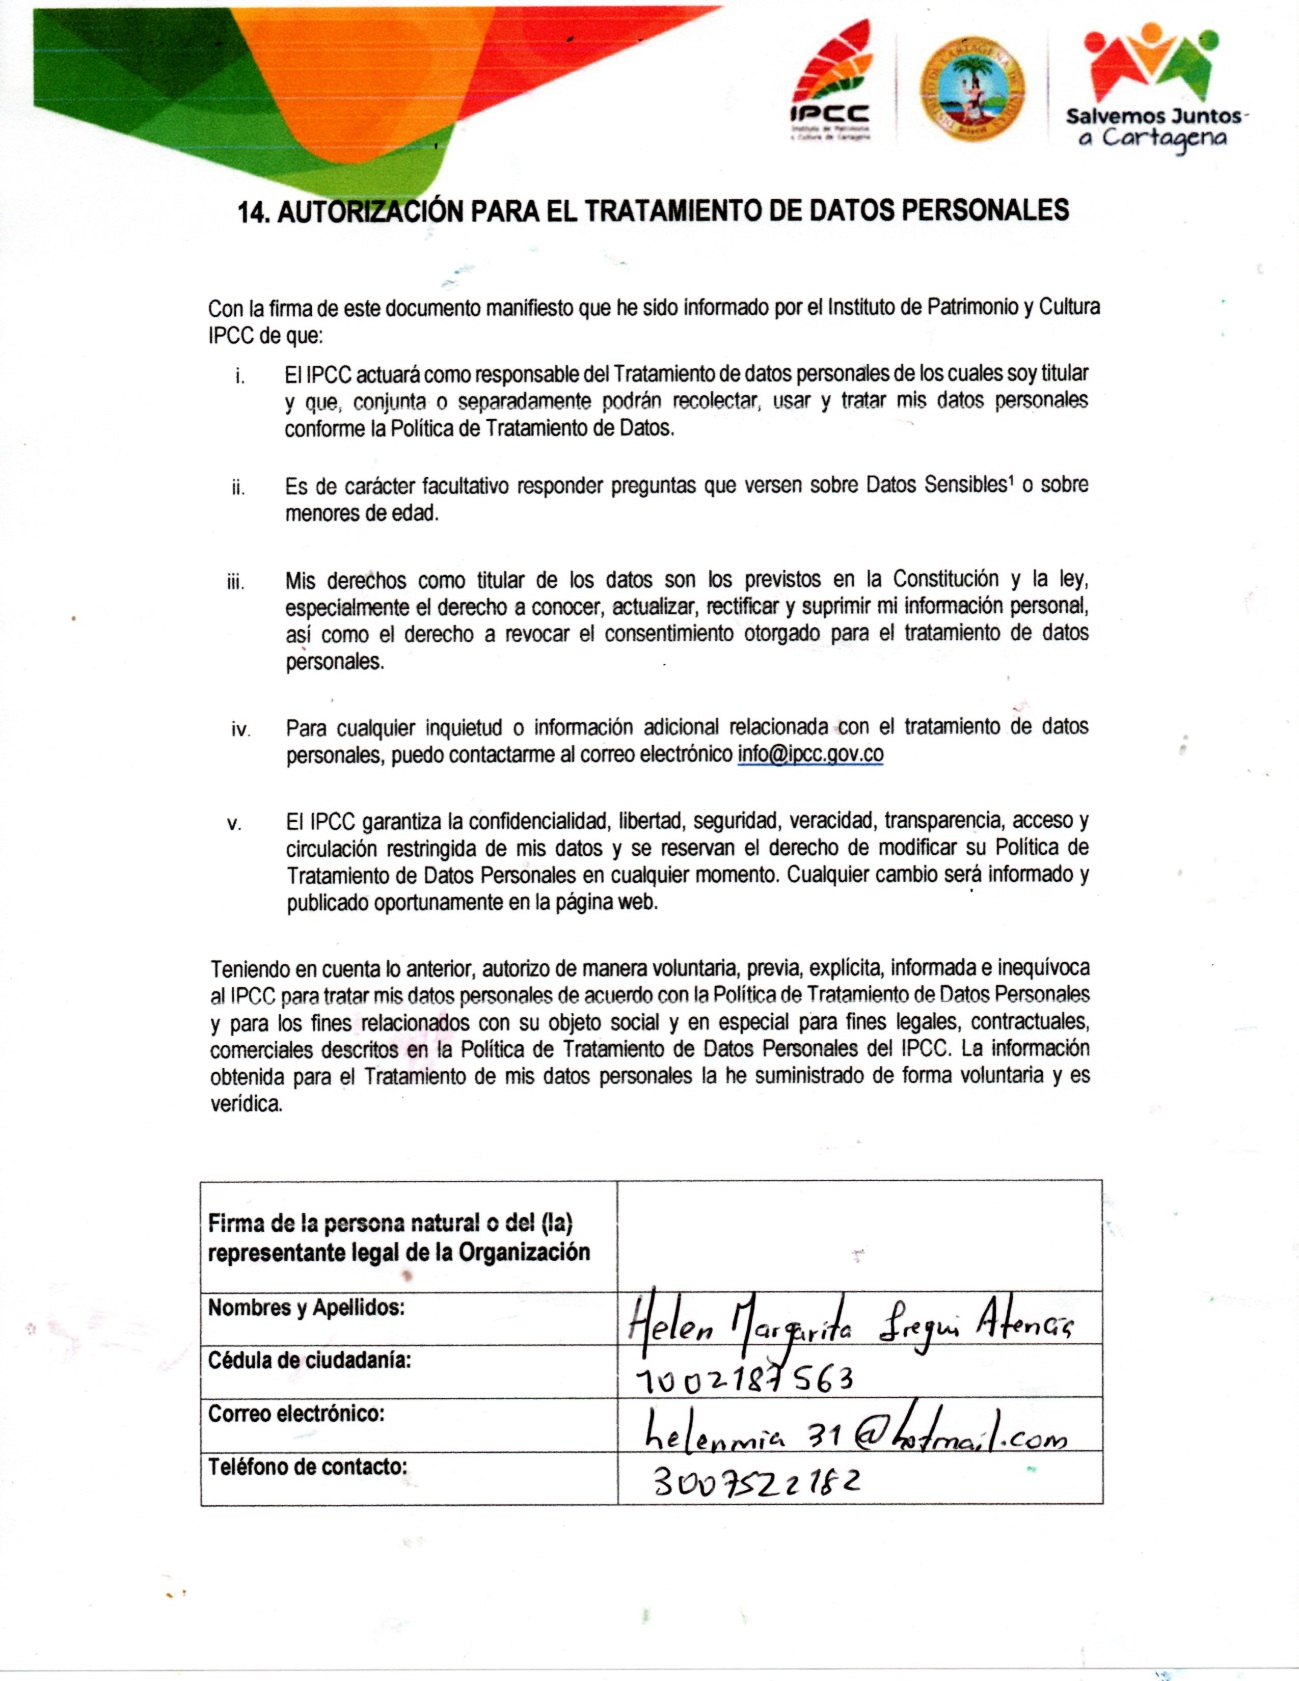 IPCC
Instituto de Patrimonio
y Cultura de Cartagena
Salvemos Juntos
a Cartagena
14. AUTORIZACIÓN PARA EL TRATAMIENTO DE DATOS PERSONALES
Con la firma de este documento manifiesto que he sido informado por el Instituto de Patrimonio y Cultura
IPCC de que:
i. El IPCC actuará como responsable del Tratamiento de datos personales de los cuales soy titular
y que, conjunta o separadamente podrán recolectar, usar y tratar mis datos personales
conforme la Política de Tratamiento de Datos.
ii. Es de carácter facultativo responder preguntas que versen sobre Datos Sensibles¹ o sobre
menores de edad.
iii. Mis derechos como titular de los datos son los previstos en la Constitución y la ley,
especialmente el derecho a conocer, actualizar, rectificar y suprimir mi información personal,
así como el derecho a revocar el consentimiento otorgado para el tratamiento de datos
personales.
iv. Para cualquier inquietud o información adicional relacionada con el tratamiento de datos
personales, puedo contactarme al correo electrónico info@ipcc.gov.co
v. El IPCC garantiza la confidencialidad, libertad, seguridad, veracidad, transparencia, acceso y
circulación restringida de mis datos y se reservan el derecho de modificar su Política de
Tratamiento de Datos Personales en cualquier momento. Cualquier cambio será informado y
publicado oportunamente en la página web.
Teniendo en cuenta lo anterior, autorizo de manera voluntaria, previa, explícita, informada e inequívoca
al IPCC para tratar mis datos personales de acuerdo con la Política de Tratamiento de Datos Personales
y para los fines relacionados con su objeto social y en especial para fines legales, contractuales,
comerciales descritos en la Política de Tratamiento de Datos Personales del IPCC. La información
obtenida para el Tratamiento de mis datos personales la he suministrado de forma voluntaria y es
verídica.
Firma de la persona natural o del (la)
representante legal de la Organización
Nombres y Apellidos: Helen Margarita Iregui Atencis
Cédula de ciudadanía: 1002187563
Correo electrónico: helenmia31@hotmail.com
Teléfono de contacto: 3007522182